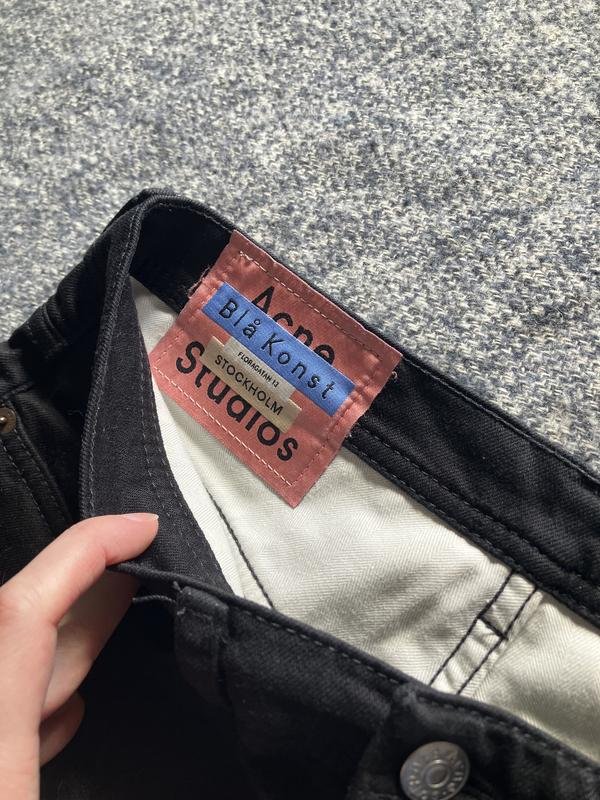 Acne
Blå Konst
FLORAGATAN 13
STOCKHOLM
Studios